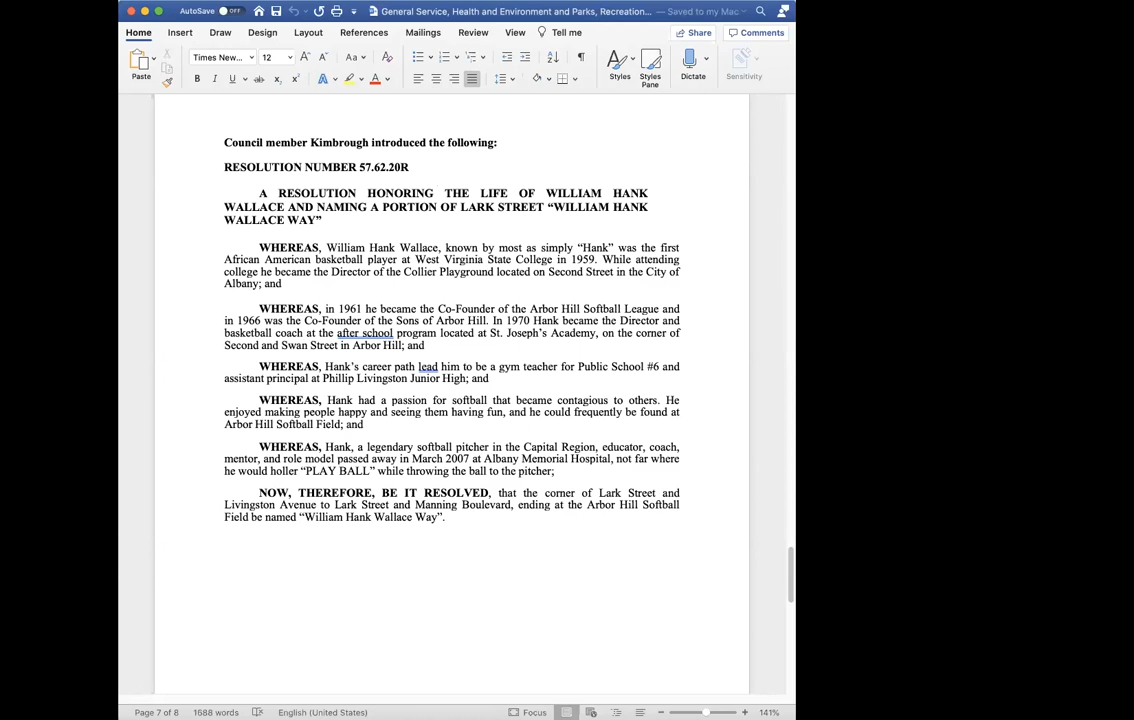 AutoSave OFF General Service, Health and Environment and Parks, Recreation... — Saved to my Mac
Home Insert Draw Design Layout References Mailings Review View Tell me Share Comments
Paste Times New... 12 Aa Styles Styles Pane Dictate Sensitivity
B I U ab x₂ x² A A
Council member Kimbrough introduced the following:
RESOLUTION NUMBER 57.62.20R
A RESOLUTION HONORING THE LIFE OF WILLIAM HANK
WALLACE AND NAMING A PORTION OF LARK STREET “WILLIAM HANK
WALLACE WAY”
WHEREAS, William Hank Wallace, known by most as simply “Hank” was the first
African American basketball player at West Virginia State College in 1959. While attending
college he became the Director of the Collier Playground located on Second Street in the City of
Albany; and
WHEREAS, in 1961 he became the Co-Founder of the Arbor Hill Softball League and
in 1966 was the Co-Founder of the Sons of Arbor Hill. In 1970 Hank became the Director and
basketball coach at the after school program located at St. Joseph’s Academy, on the corner of
Second and Swan Street in Arbor Hill; and
WHEREAS, Hank’s career path lead him to be a gym teacher for Public School #6 and
assistant principal at Phillip Livingston Junior High; and
WHEREAS, Hank had a passion for softball that became contagious to others. He
enjoyed making people happy and seeing them having fun, and he could frequently be found at
Arbor Hill Softball Field; and
WHEREAS, Hank, a legendary softball pitcher in the Capital Region, educator, coach,
mentor, and role model passed away in March 2007 at Albany Memorial Hospital, not far where
he would holler “PLAY BALL” while throwing the ball to the pitcher;
NOW, THEREFORE, BE IT RESOLVED, that the corner of Lark Street and
Livingston Avenue to Lark Street and Manning Boulevard, ending at the Arbor Hill Softball
Field be named “William Hank Wallace Way”.
Page 7 of 8 1688 words English (United States) Focus 141%